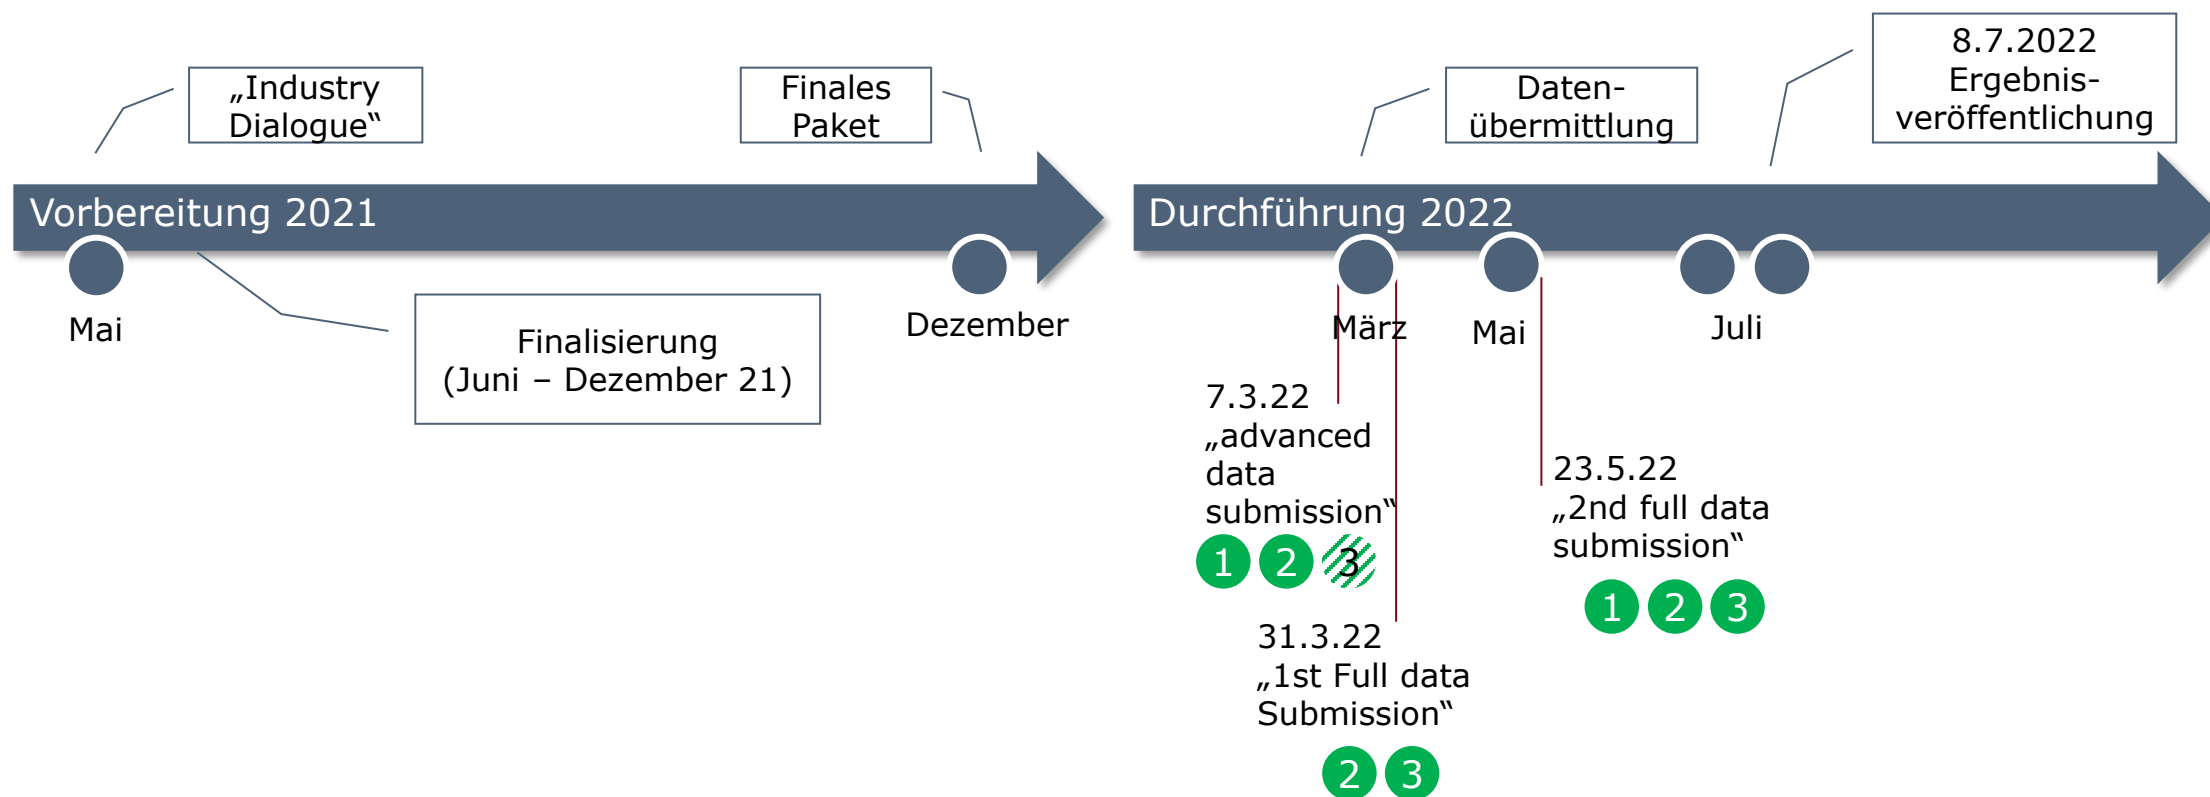 „Industry
Dialogue“
Finales
Paket
Vorbereitung 2021
Mai
Dezember
Finalisierung
(Juni – Dezember 21)
Daten-
übermittlung
8.7.2022
Ergebnis-
veröffentlichung
Durchführung 2022
März
Mai
Juli
7.3.22
„advanced
data
submission“
1 2 3
31.3.22
„1st Full data
Submission“
2 3
23.5.22
„2nd full data
submission“
1 2 3